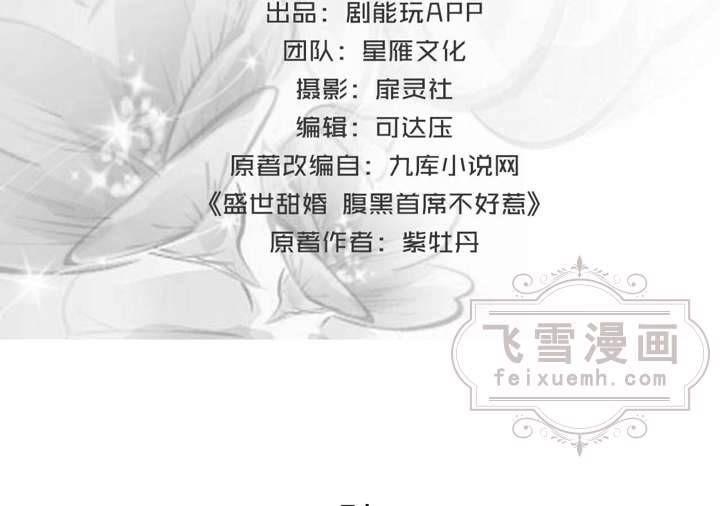 出品：剧能玩APP
团队：星雁文化
摄影：扉灵社
编辑：可达压
原著改编自：九库小说网
《盛世甜婚 腹黑首席不好惹》
原著作者：紫牡丹
飞雪漫画
feixuemh.com